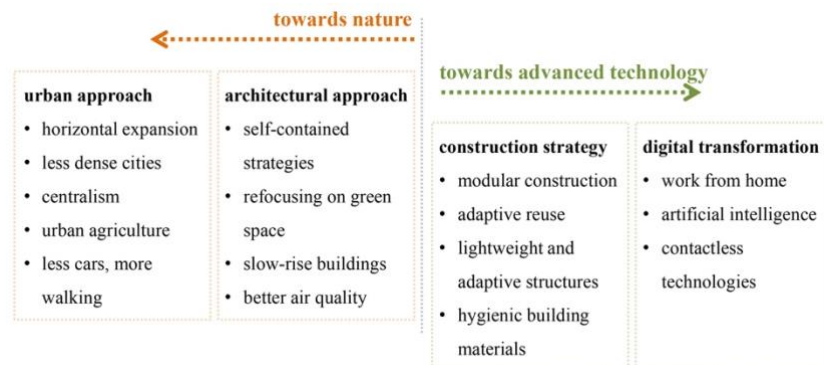 towards nature
urban approach
• horizontal expansion
• less dense cities
• centralism
• urban agriculture
• less cars, more
walking
architectural approach
• self-contained
strategies
• refocusing on green
space
• slow-rise buildings
• better air quality
towards advanced technology
construction strategy
• modular construction
• adaptive reuse
• lightweight and
adaptive structures
• hygienic building
materials
digital transformation
• work from home
• artificial intelligence
• contactless
technologies